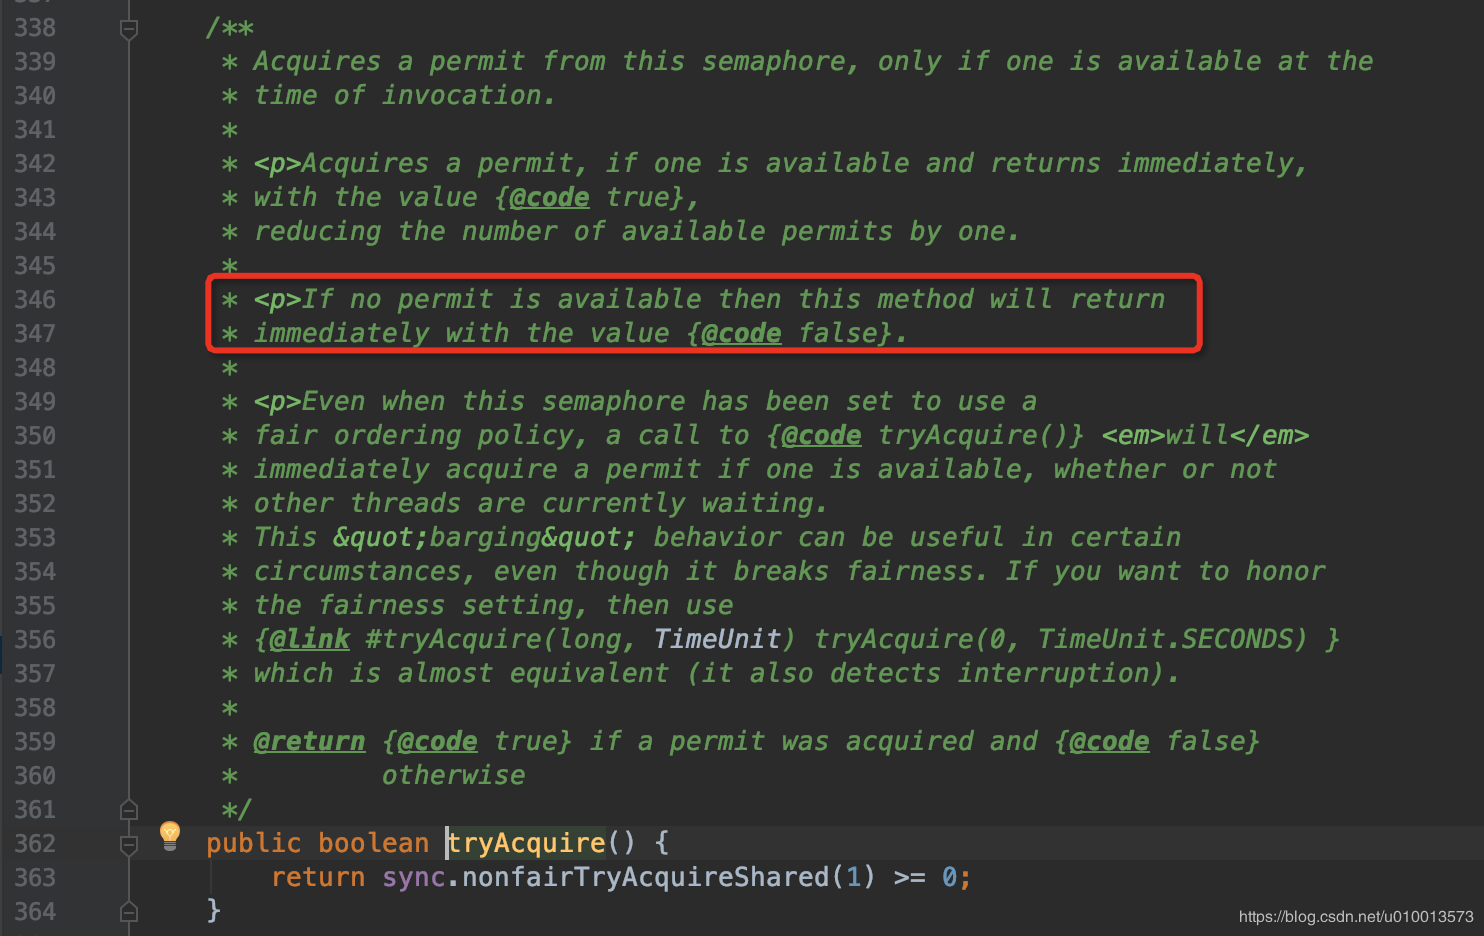 338 /**
339 * Acquires a permit from this semaphore, only if one is available at the
340 * time of invocation.
341 *
342 * <p>Acquires a permit, if one is available and returns immediately,
343 * with the value {@code true},
344 * reducing the number of available permits by one.
345 *
346 * <p>If no permit is available then this method will return
347 * immediately with the value {@code false}.
348 *
349 * <p>Even when this semaphore has been set to use a
350 * fair ordering policy, a call to {@code tryAcquire()} <em>will</em>
351 * immediately acquire a permit if one is available, whether or not
352 * other threads are currently waiting.
353 * This &quot;barging&quot; behavior can be useful in certain
354 * circumstances, even though it breaks fairness. If you want to honor
355 * the fairness setting, then use
356 * {@link #tryAcquire(long, TimeUnit) tryAcquire(0, TimeUnit.SECONDS) }
357 * which is almost equivalent (it also detects interruption).
358 *
359 * @return {@code true} if a permit was acquired and {@code false}
360 * otherwise
361 */
362 public boolean tryAcquire() {
363 return sync.nonfairTryAcquireShared(1) >= 0;
364 }
https://blog.csdn.net/u010013573